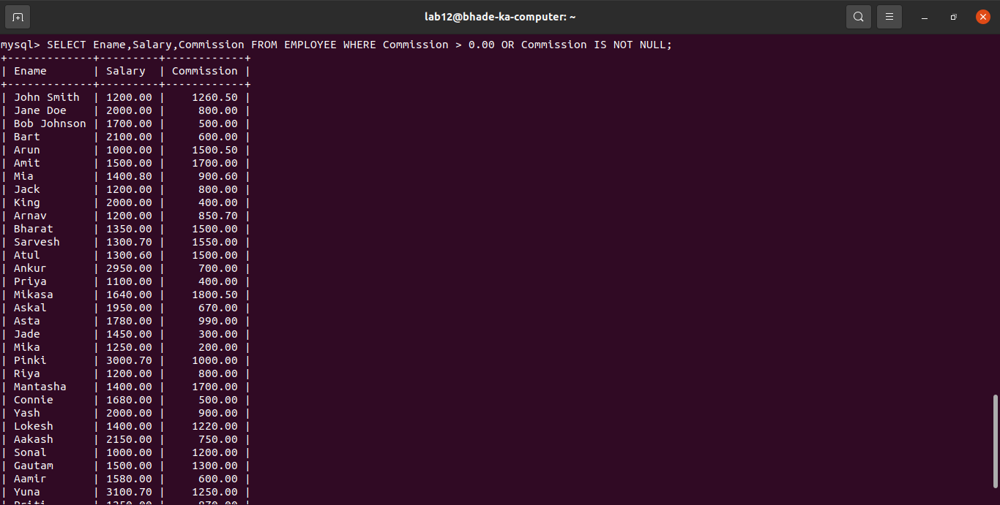 lab12@bhade-ka-computer: ~
mysql> SELECT Ename,Salary,Commission FROM EMPLOYEE WHERE Commission > 0.00 OR Commission IS NOT NULL;
+-------------+---------+------------+
| Ename       | Salary  | Commission |
+-------------+---------+------------+
| John Smith  | 1200.00 |    1260.50 |
| Jane Doe    | 2000.00 |     800.00 |
| Bob Johnson | 1700.00 |     500.00 |
| Bart        | 2100.00 |     600.00 |
| Arun        | 1000.00 |    1500.50 |
| Amit        | 1500.00 |    1700.00 |
| Mia         | 1400.80 |     900.60 |
| Jack        | 1200.00 |     800.00 |
| King        | 2000.00 |     400.00 |
| Arnav       | 1200.00 |     850.70 |
| Bharat      | 1350.00 |    1500.00 |
| Sarvesh     | 1300.70 |    1550.00 |
| Atul        | 1300.60 |    1500.00 |
| Ankur       | 2950.00 |     700.00 |
| Priya       | 1100.00 |     400.00 |
| Mikasa      | 1640.00 |    1800.50 |
| Askal       | 1950.00 |     670.00 |
| Asta        | 1780.00 |     990.00 |
| Jade        | 1450.00 |     300.00 |
| Mika        | 1250.00 |     200.00 |
| Pinki       | 3000.70 |    1000.00 |
| Riya        | 1200.00 |     800.00 |
| Mantasha    | 1400.00 |    1700.00 |
| Connie      | 1680.00 |     500.00 |
| Yash        | 2000.00 |     900.00 |
| Lokesh      | 1400.00 |    1220.00 |
| Aakash      | 2150.00 |     750.00 |
| Sonal       | 1000.00 |    1200.00 |
| Gautam      | 1500.00 |    1300.00 |
| Aamir       | 1580.00 |     600.00 |
| Yuna        | 3100.70 |    1250.00 |